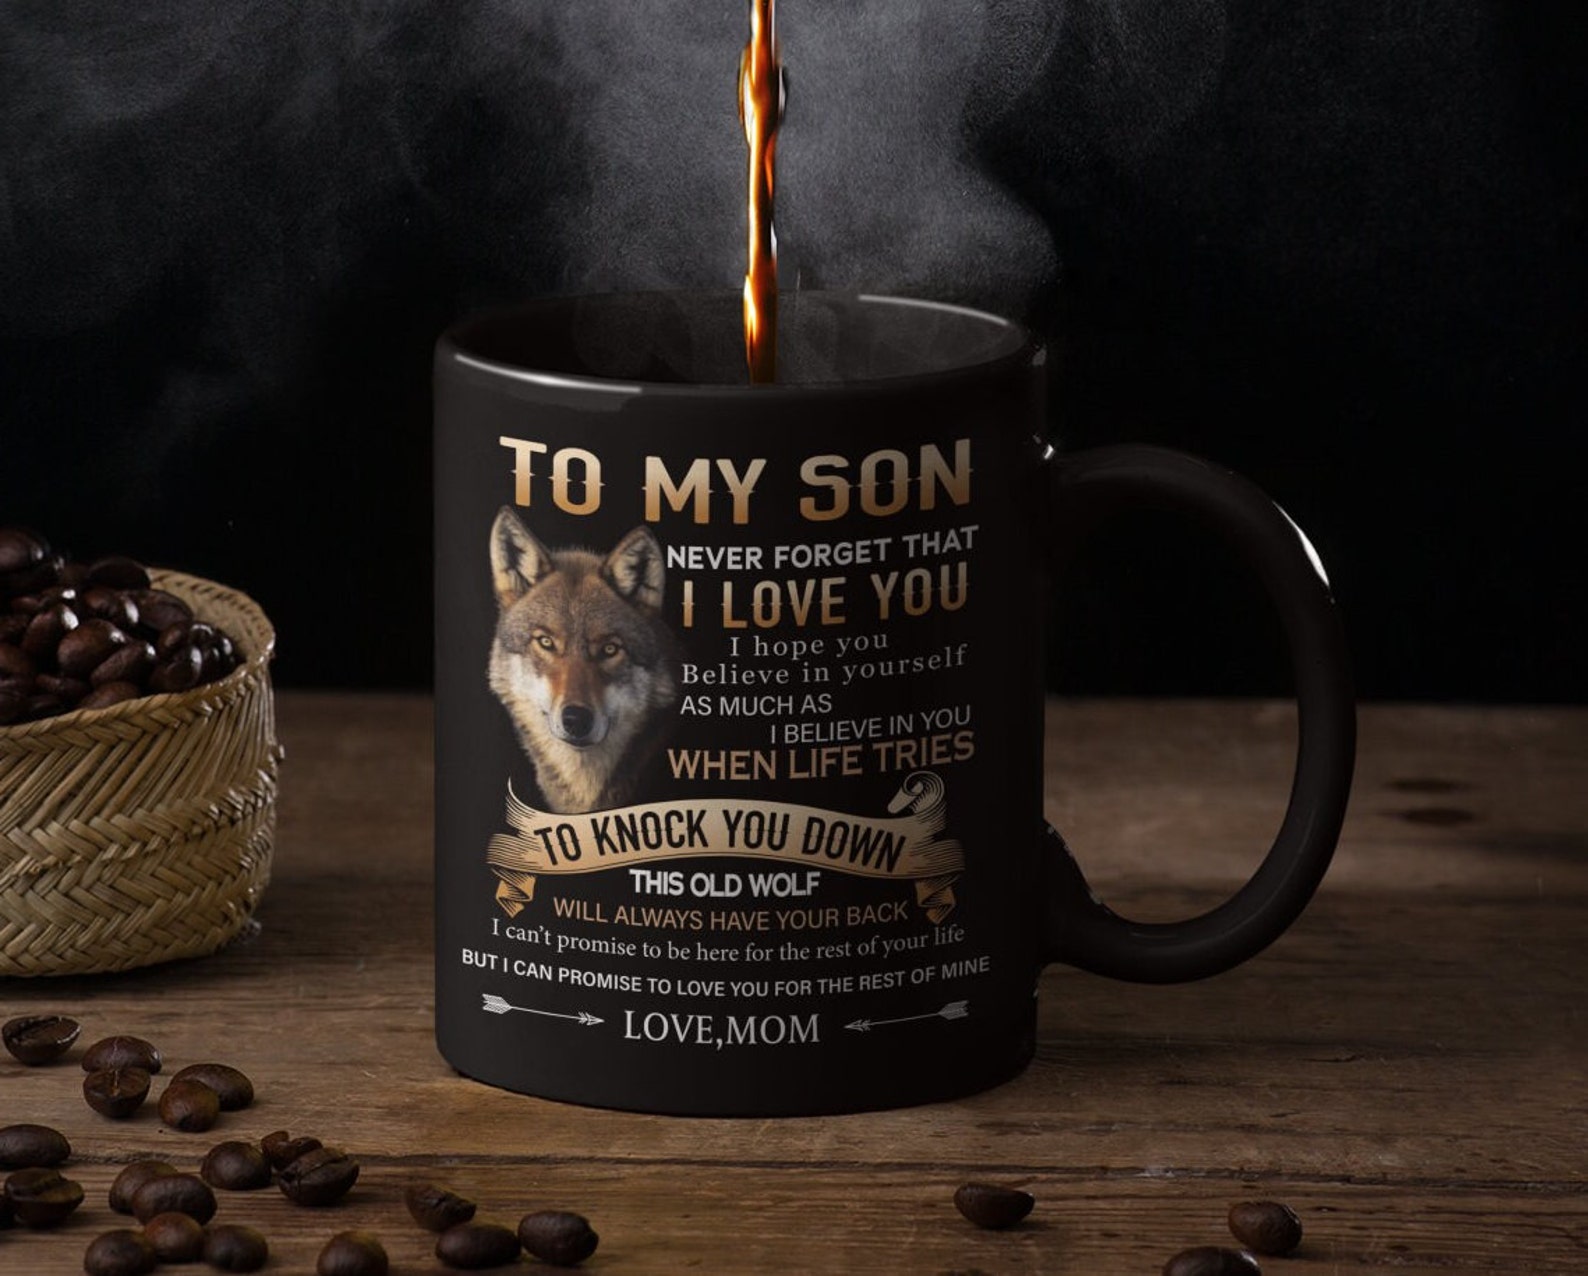 TO MY SON
NEVER FORGET THAT
I LOVE YOU
I hope you
Believe in yourself
AS MUCH AS
I BELIEVE IN YOU
WHEN LIFE TRIES
TO KNOCK YOU DOWN
THIS OLD WOLF
WILL ALWAYS HAVE YOUR BACK
I can't promise to be here for the rest of your life
BUT I CAN PROMISE TO LOVE YOU FOR THE REST OF MINE
LOVE,MOM